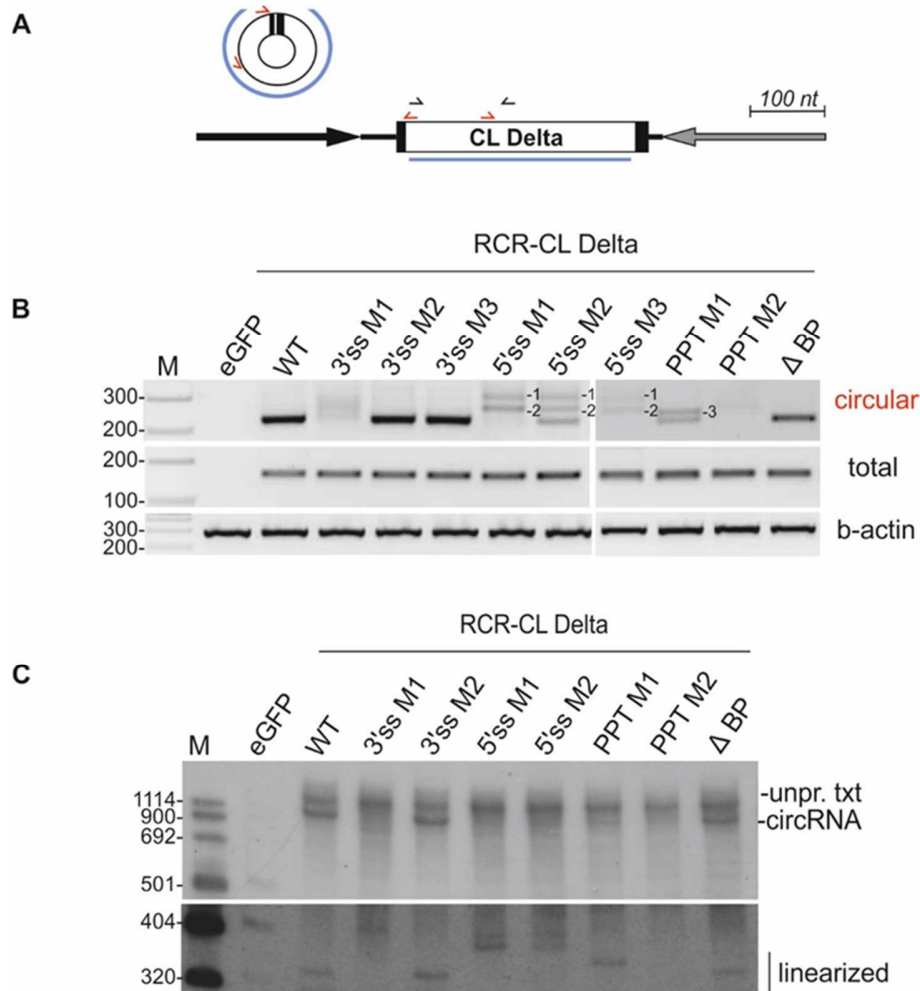 A
100 nt
CL Delta
RCR-CL Delta
B
M eGFP WT 3'ss M1 3'ss M2 3'ss M3 5'ss M1 5'ss M2 5'ss M3 PPT M1 PPT M2 Δ BP
300- -1 -1 -1 circular
-2 -2 -2 -3
200-
200- total
100-
300- b-actin
200-
RCR-CL Delta
C
M eGFP WT 3'ss M1 3'ss M2 5'ss M1 5'ss M2 PPT M1 PPT M2 Δ BP
1114- -unpr. txt
900- -circRNA
692-
501-
404-
320- linearized